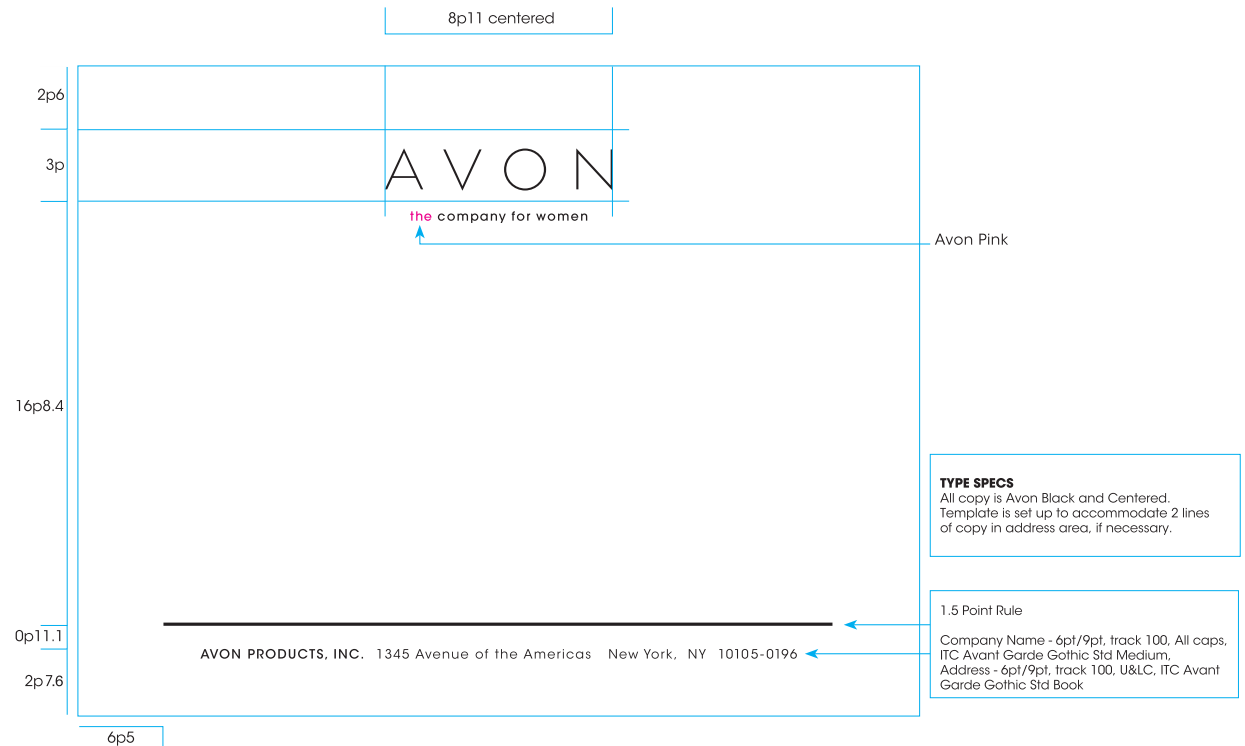 8p11 centered
2p6
3p
AVON
the company for women
Avon Pink
16p8.4
TYPE SPECS
All copy is Avon Black and Centered.
Template is set up to accommodate 2 lines
of copy in address area, if necessary.
1.5 Point Rule
0p11.1
Company Name - 6pt/9pt, track 100, All caps,
ITC Avant Garde Gothic Std Medium,
Address - 6pt/9pt, track 100, U&LC, ITC Avant
Garde Gothic Std Book
AVON PRODUCTS, INC. 1345 Avenue of the Americas New York, NY 10105-0196
2p7.6
6p5